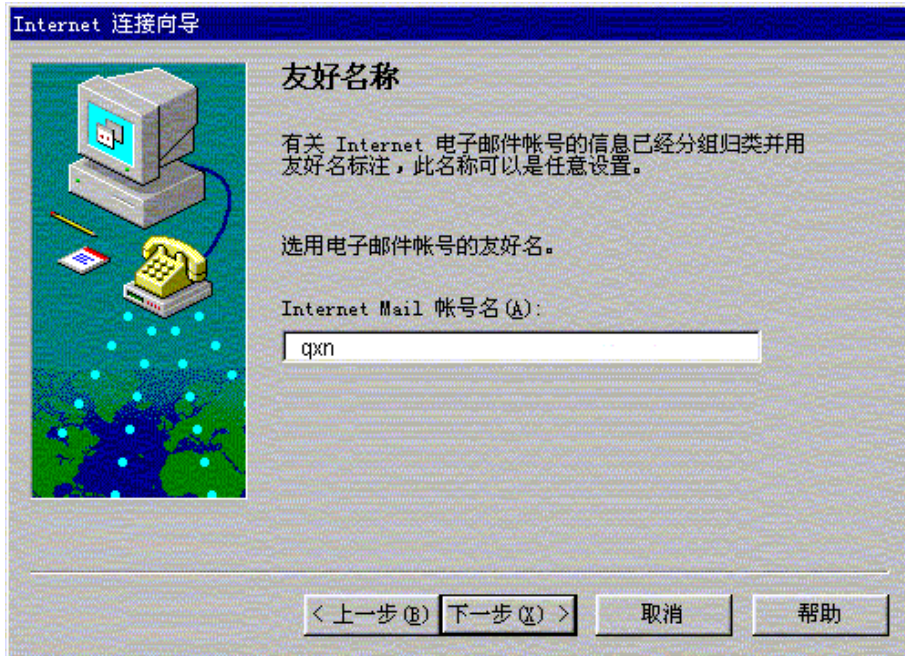 Internet 连接向导
友好名称
有关 Internet 电子邮件帐号的信息已经分组归类并用
友好名标注，此名称可以是任意设置。
选用电子邮件帐号的友好名。
Internet Mail 帐号名(A):
qxn
< 上一步(B) 下一步(X) > 取消 帮助